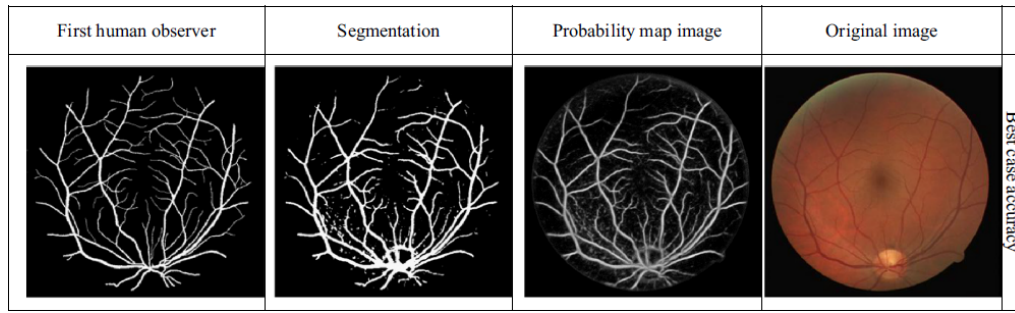 First human observer
Segmentation
Probability map image
Original image
Best case accuracy